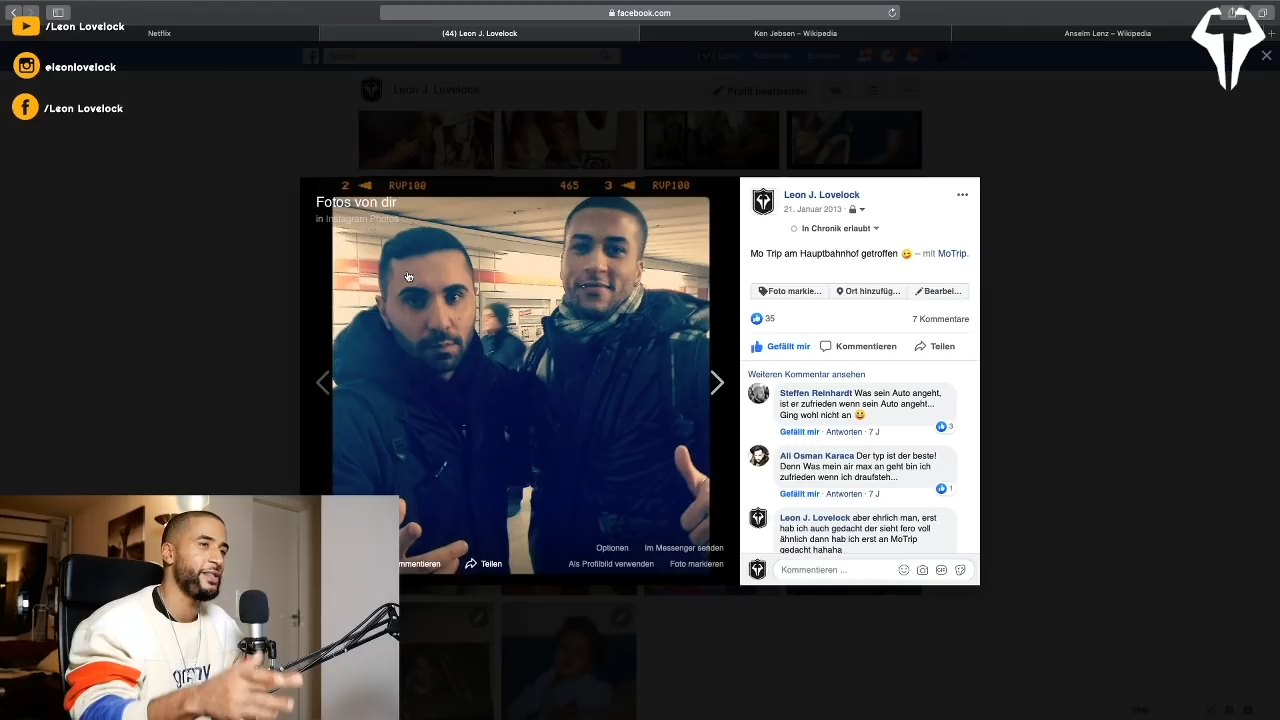 facebook.com
/Leon Lovelock
Netflix
(44) Leon J. Lovelock
Ken Jebsen – Wikipedia
Anselm Lenz – Wikipedia
@leonlovelock
/Leon Lovelock
Leon J. Lovelock
Profil bearbeiten
2 RVP100 465 3 RVP100
Fotos von dir
in Instagram Photos
Leon J. Lovelock
21. Januar 2013
In Chronik erlaubt
Mo Trip am Hauptbahnhof getroffen 😉 – mit MoTrip.
Foto markie... Ort hinzufüg... Bearbei...
35 7 Kommentare
Gefällt mir Kommentieren Teilen
Weiteren Kommentar ansehen
Steffen Reinhardt Was sein Auto angeht,
ist er zufrieden wenn sein Auto angeht...
Ging wohl nicht an 😃
3
Gefällt mir · Antworten · 7 J
Ali Osman Karaca Der typ ist der beste!
Denn Was mein air max an geht bin ich
zufrieden wenn ich draufsteh...
1
Gefällt mir · Antworten · 7 J
Leon J. Lovelock aber ehrlich man, erst
hab ich auch gedacht der sieht fero voll
ähnlich dann hab ich erst an MoTrip
gedacht hahaha
Kommentieren ...
Optionen Im Messenger senden
mmentieren Teilen Als Profilbild verwenden Foto markieren
Chat